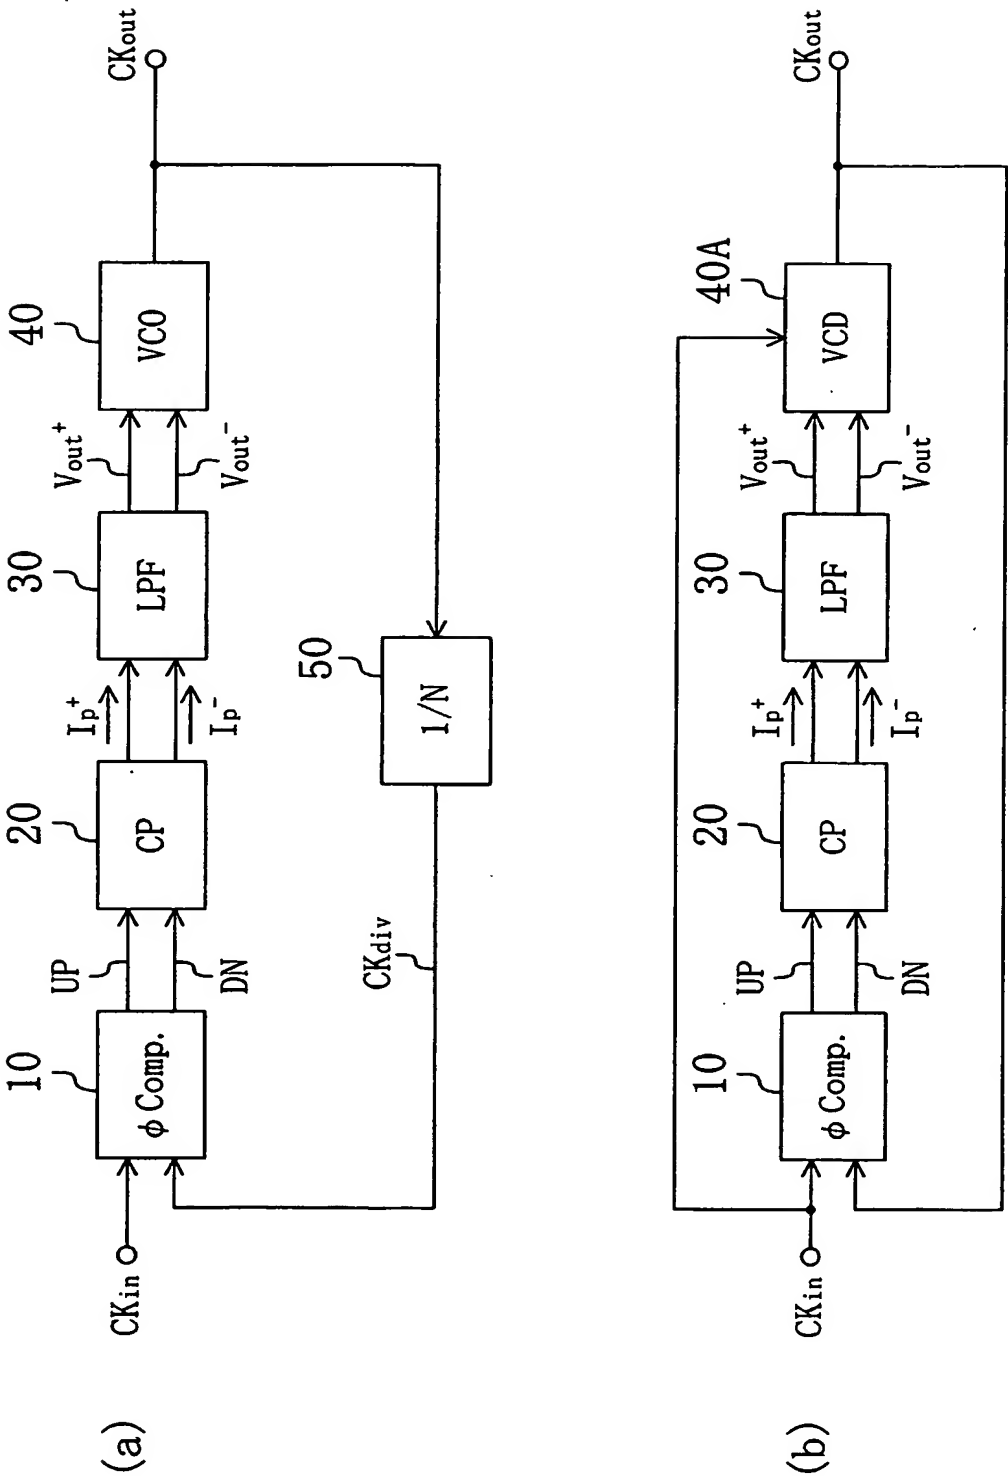 (a)
10
20
30
40
CKin
φ Comp.
UP
DN
CP
Ip+
Ip-
LPF
Vout+
Vout-
VCO
CKout
50
1/N
CKdiv
(b)
10
20
30
40A
CKin
φ Comp.
UP
DN
CP
Ip+
Ip-
LPF
Vout+
Vout-
VCD
CKout